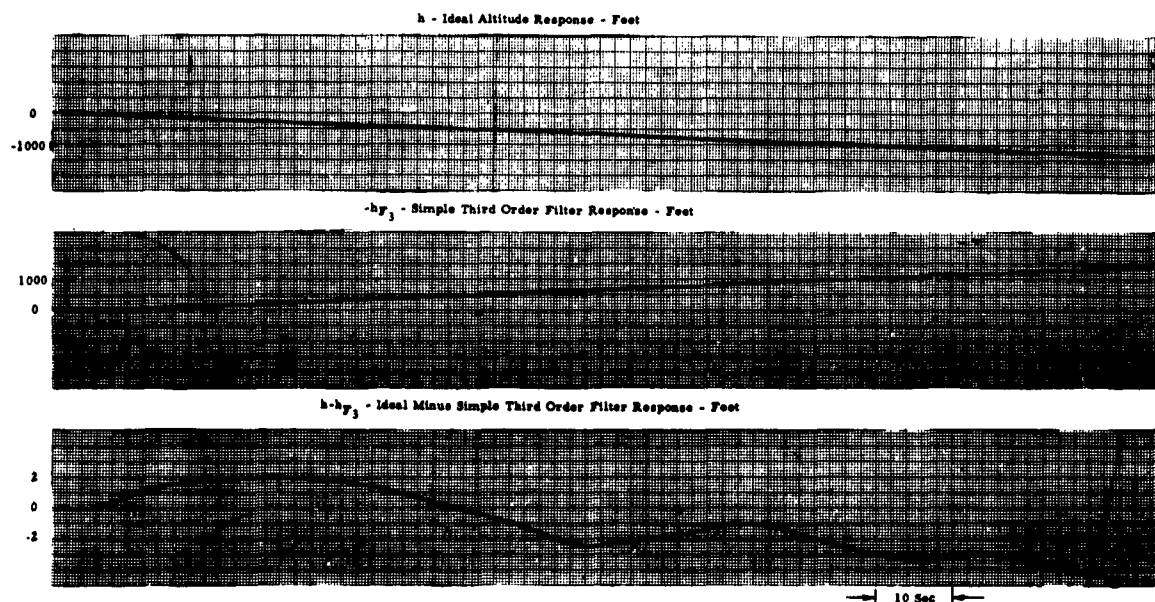 h - Ideal Altitude Response - Feet
0
-1000
-hF3 - Simple Third Order Filter Response - Feet
1000
0
h-hF3 - Ideal Minus Simple Third Order Filter Response - Feet
2
0
-2
10 Sec